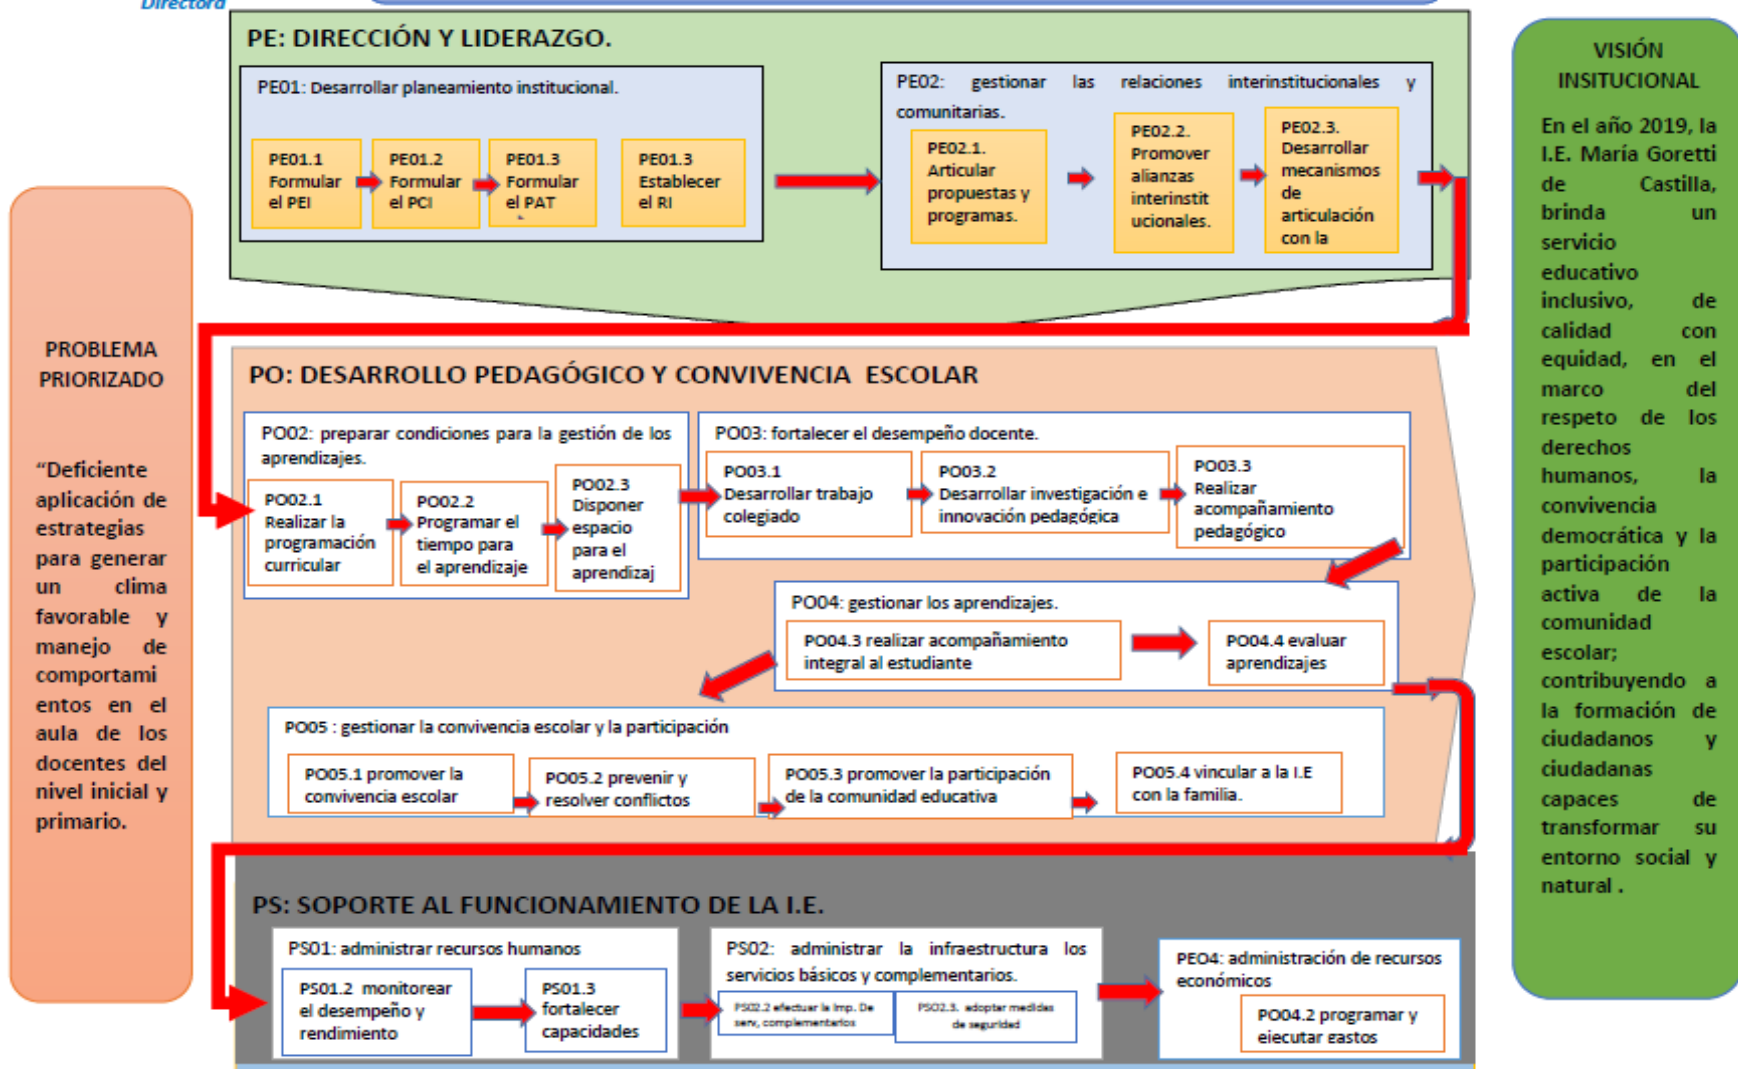 Directora
PE: DIRECCIÓN Y LIDERAZGO.
PE01: Desarrollar planeamiento institucional.
PE01.1
Formular
el PEI
PE01.2
Formular
el PCI
PE01.3
Formular
el PAT
PE01.3
Establecer
el RI
PE02: gestionar las relaciones interinstitucionales y
comunitarias.
PE02.1.
Articular
propuestas y
programas.
PE02.2.
Promover
alianzas
interinstit
ucionales.
PE02.3.
Desarrollar
mecanismos
de
articulación
con la
PROBLEMA
PRIORIZADO
“Deficiente
aplicación de
estrategias
para generar
un clima
favorable y
manejo de
comportami
entos en el
aula de los
docentes del
nivel inicial y
primario.
PO: DESARROLLO PEDAGÓGICO Y CONVIVENCIA ESCOLAR
PO02: preparar condiciones para la gestión de los
aprendizajes.
PO02.1
Realizar la
programación
curricular
PO02.2
Programar el
tiempo para
el aprendizaje
PO02.3
Disponer
espacio
para el
aprendizaj
PO03: fortalecer el desempeño docente.
PO03.1
Desarrollar trabajo
colegiado
PO03.2
Desarrollar investigación e
innovación pedagógica
PO03.3
Realizar
acompañamiento
pedagógico
PO04: gestionar los aprendizajes.
PO04.3 realizar acompañamiento
integral al estudiante
PO04.4 evaluar
aprendizajes
PO05 : gestionar la convivencia escolar y la participación
PO05.1 promover la
convivencia escolar
PO05.2 prevenir y
resolver conflictos
PO05.3 promover la participación
de la comunidad educativa
PO05.4 vincular a la I.E
con la familia.
PS: SOPORTE AL FUNCIONAMIENTO DE LA I.E.
PS01: administrar recursos humanos
PS01.2 monitorear
el desempeño y
rendimiento
PS01.3
fortalecer
capacidades
PS02: administrar la infraestructura los
servicios básicos y complementarios.
PS02.2 efectuar la Imp. De
serv, complementarios
PS02.3. adoptar medidas
de seguridad
PEO4: administración de recursos
económicos
PO04.2 programar y
ejecutar gastos
VISIÓN
INSITUCIONAL
En el año 2019, la
I.E. María Goretti
de Castilla,
brinda un
servicio
educativo
inclusivo, de
calidad con
equidad, en el
marco del
respeto de los
derechos
humanos, la
convivencia
democrática y la
participación
activa de la
comunidad
escolar;
contribuyendo a
la formación de
ciudadanos y
ciudadanas
capaces de
transformar su
entorno social y
natural .